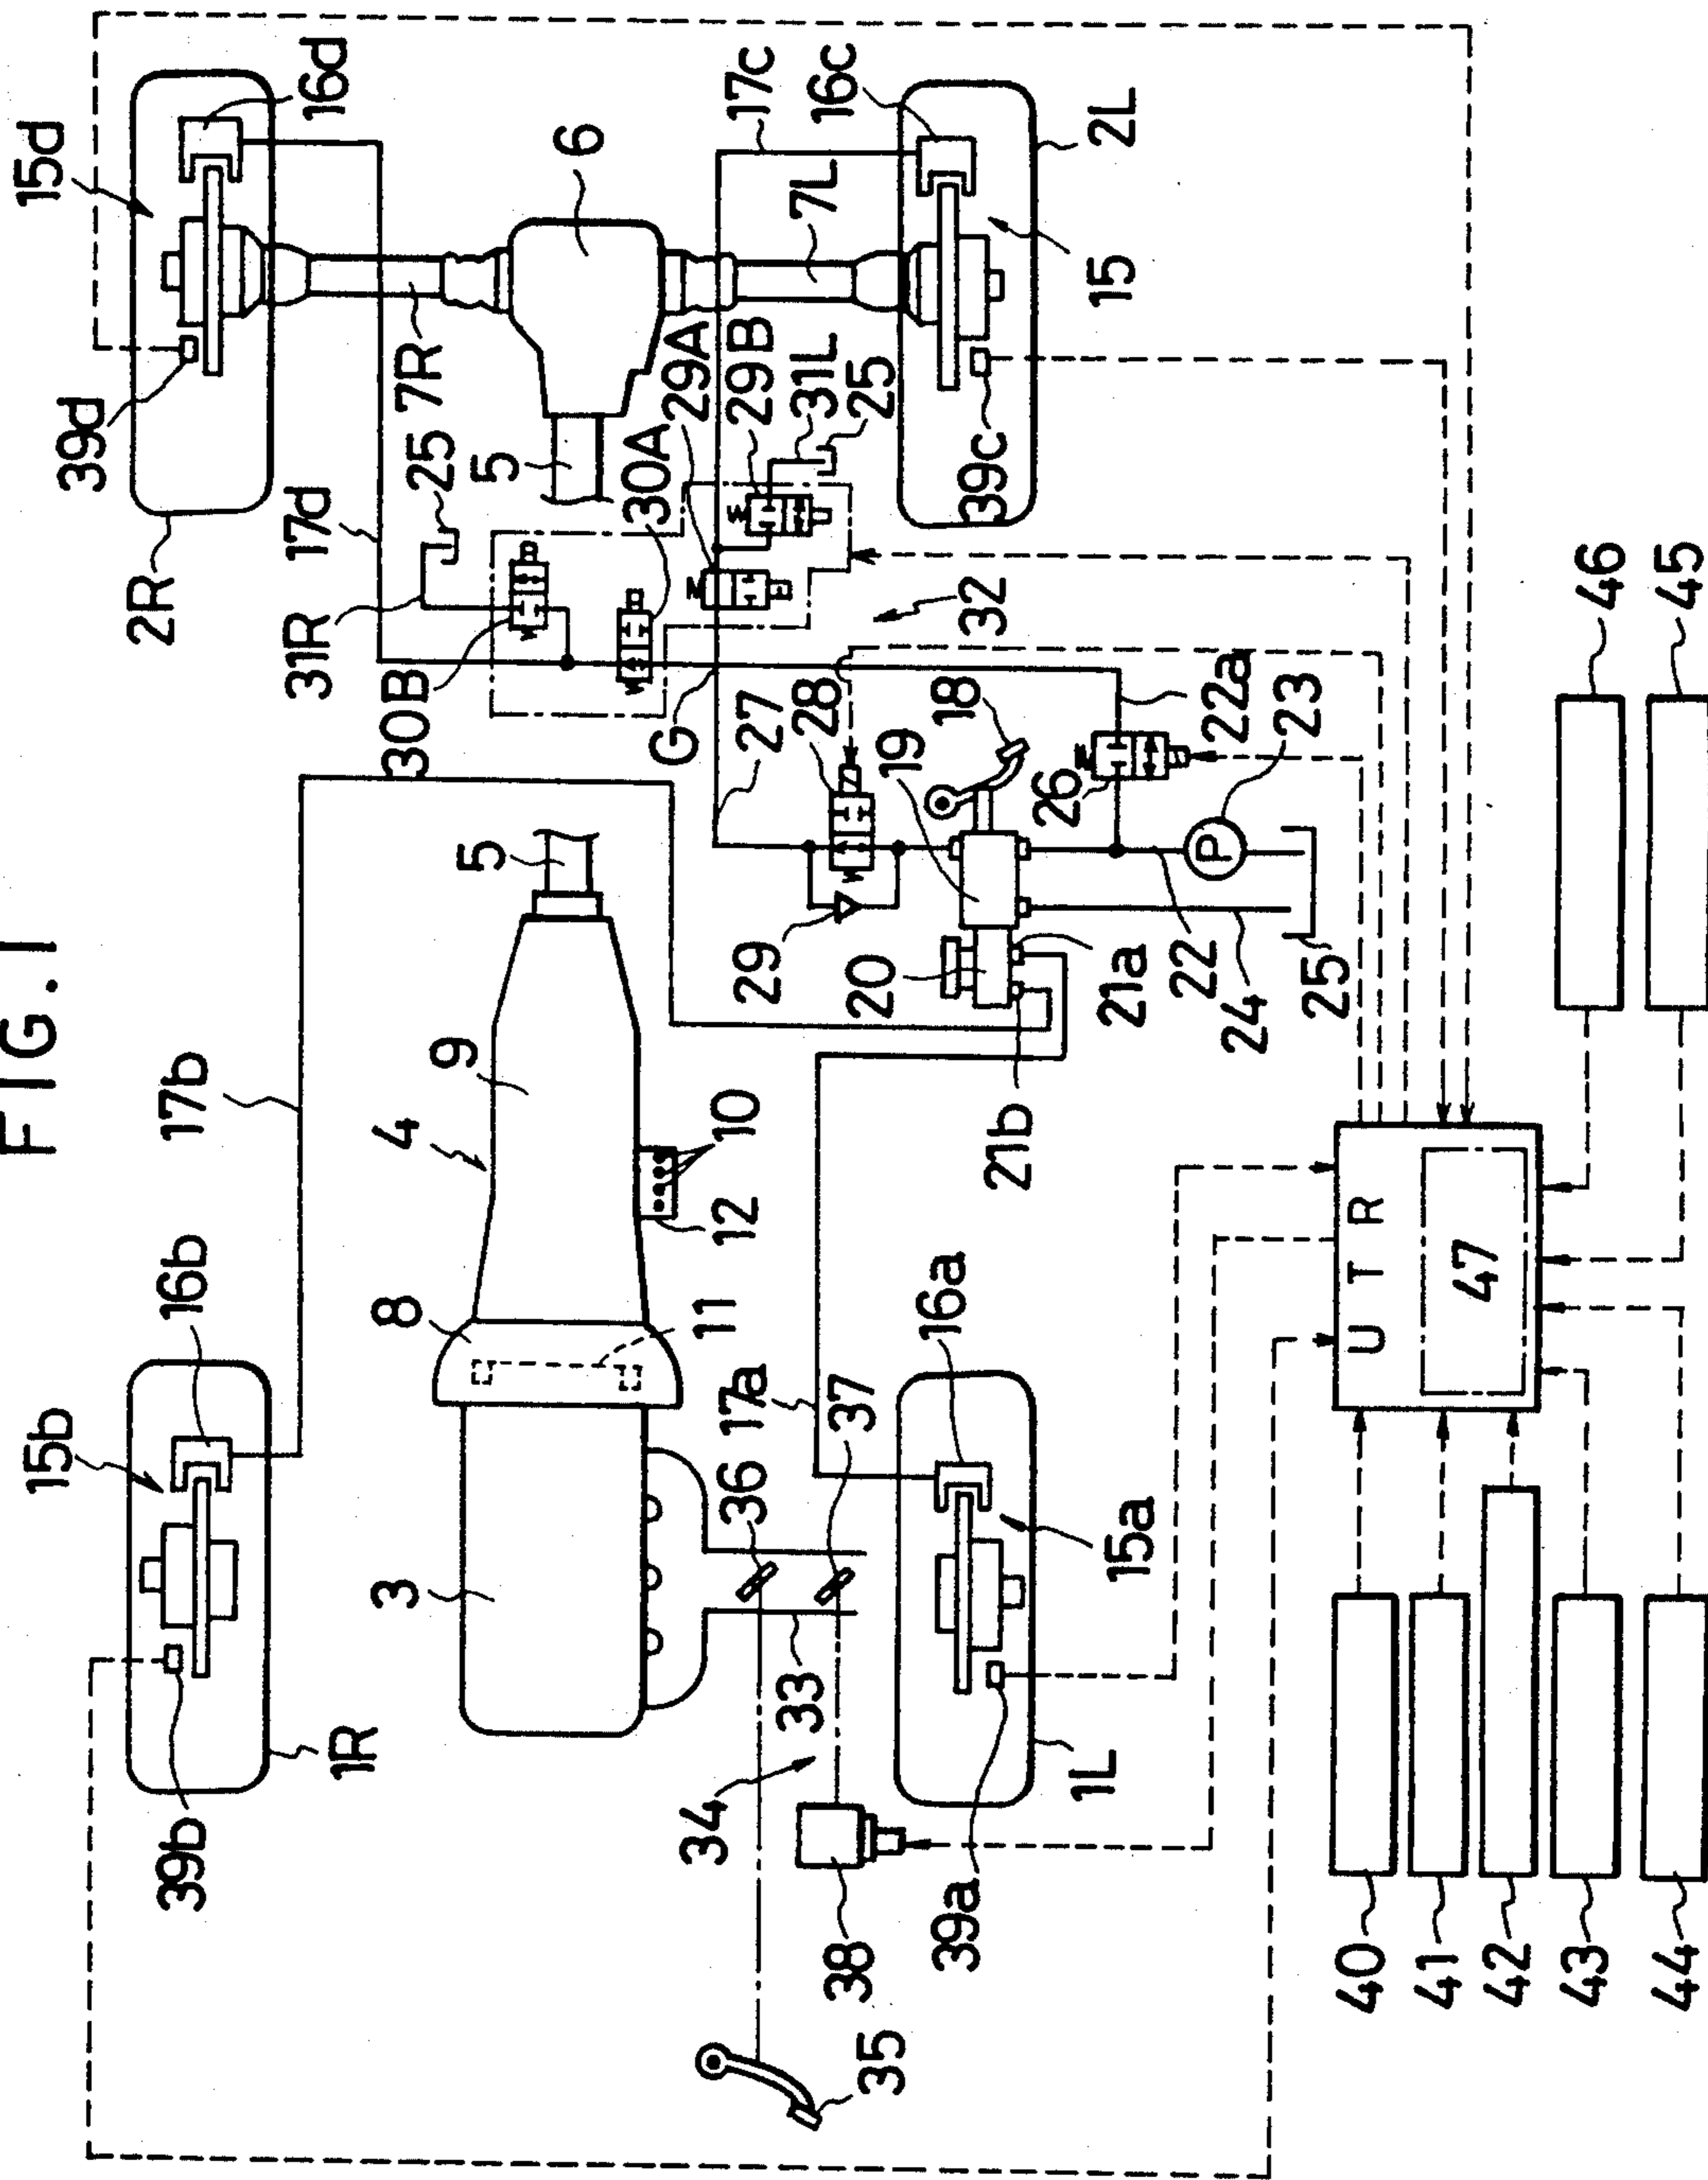 FIG.1
15d
16d
39d
2R
17d
31R
25
7R
5
6
30B
30A
29A
29B
31L
25
17c
16c
7L
2L
15
39c
32
G
27
28
18
19
29
20
26
22a
23
P
21a
22
24
25
21b
17b
5
9
4
10
12
8
11
15b
16b
3
36
17a
37
16a
15a
33
34
1R
39b
1L
39a
38
35
UTR
47
46
45
40
41
42
43
44